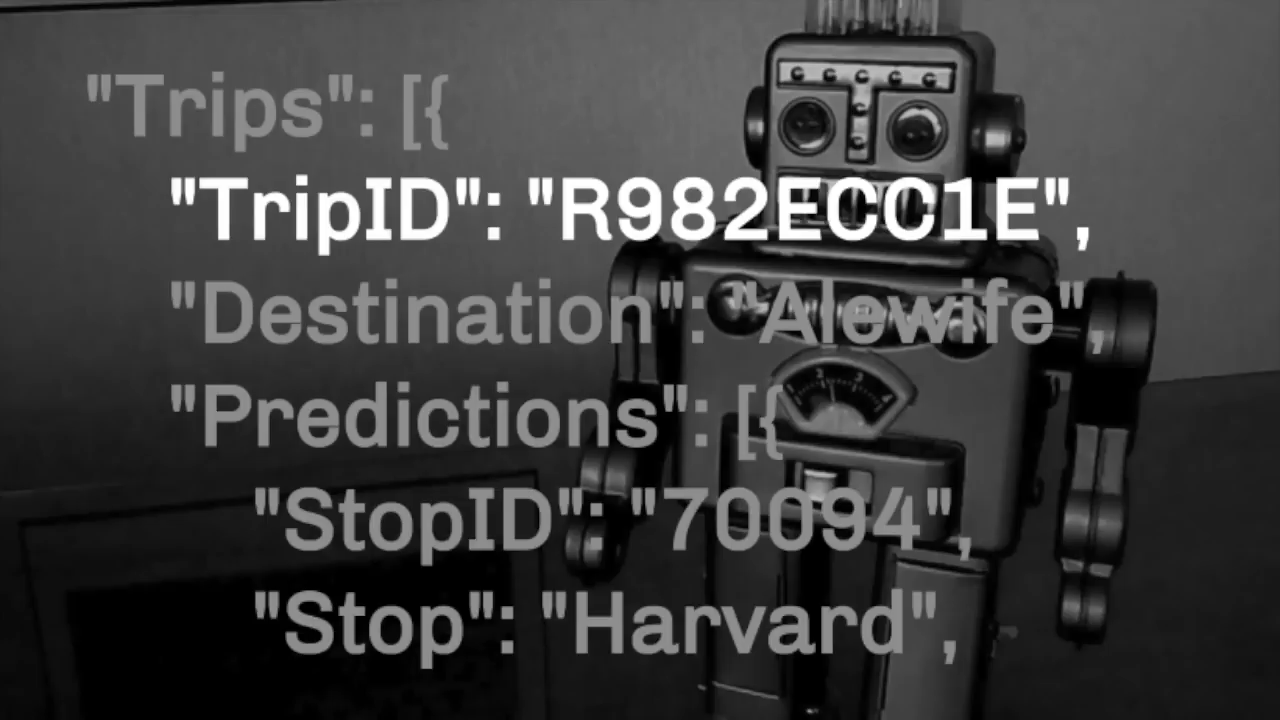 "Trips": [{
"TripID": "R982ECC1E",
"Destination": "Alewife",
"Predictions": [{
"StopID": "70094",
"Stop": "Harvard",